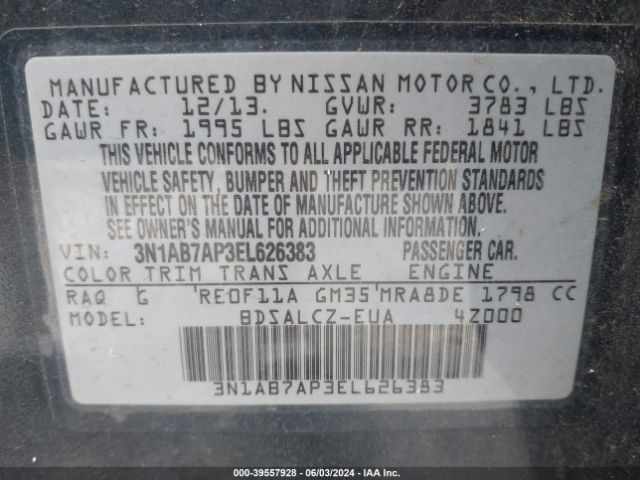 MANUFACTURED BY NISSAN MOTOR CO., LTD.
DATE: 12/13. GVWR: 3783 LBS
GAWR FR: 1995 LBS GAWR RR: 1841 LBS
THIS VEHICLE CONFORMS TO ALL APPLICABLE FEDERAL MOTOR
VEHICLE SAFETY, BUMPER AND THEFT PREVENTION STANDARDS
IN EFFECT ON THE DATE OF MANUFACTURE SHOWN ABOVE.
SEE OWNER'S MANUAL FOR ADDITIONAL INFORMATION.
VIN: 3N1AB7AP3EL626383 PASSENGER CAR.
COLOR TRIM TRANS AXLE ENGINE
RAQ G RE0F11A GM35 MRA8DE 1798 CC
MODEL: BDSALCZ-EUA 4Z000
3N1AB7AP3EL626383
000-39557928 - 06/03/2024 - IAA Inc.